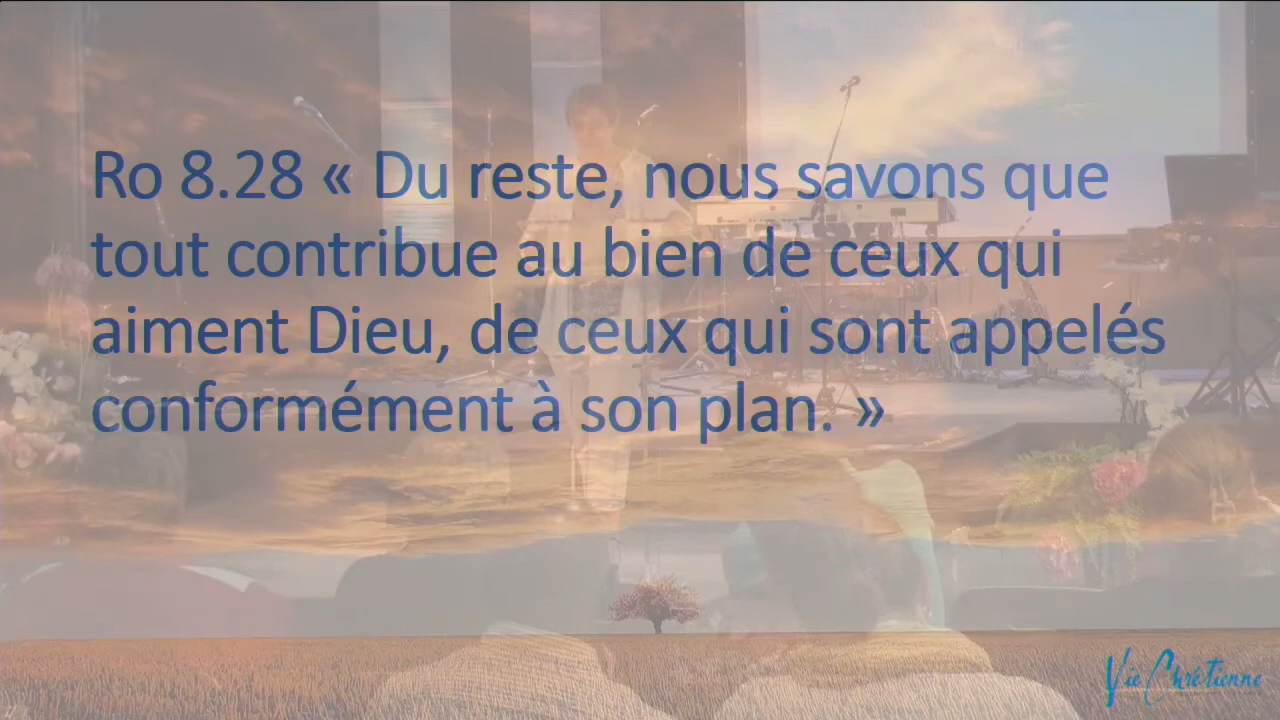 Ro 8.28 « Du reste, nous savons que
tout contribue au bien de ceux qui
aiment Dieu, de ceux qui sont appelés
conformément à son plan. »
Vie Chrétienne